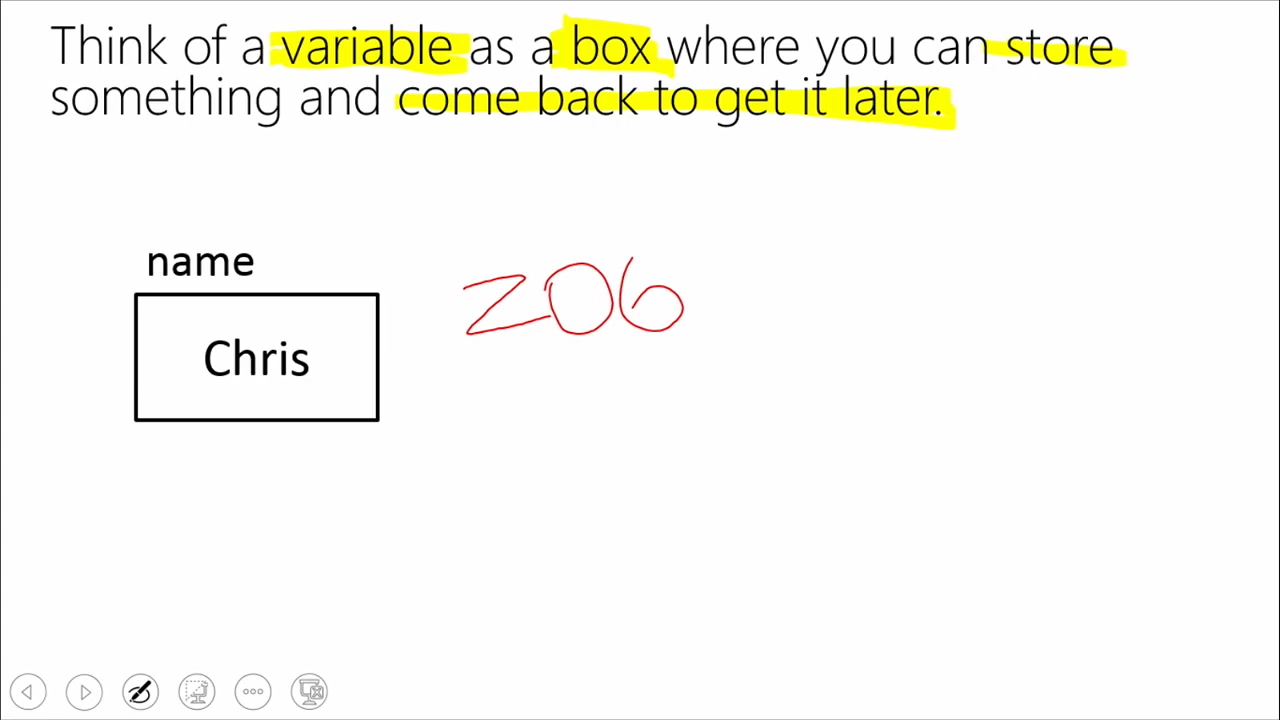 Think of a variable as a box where you can store
something and come back to get it later.
name
Chris
206